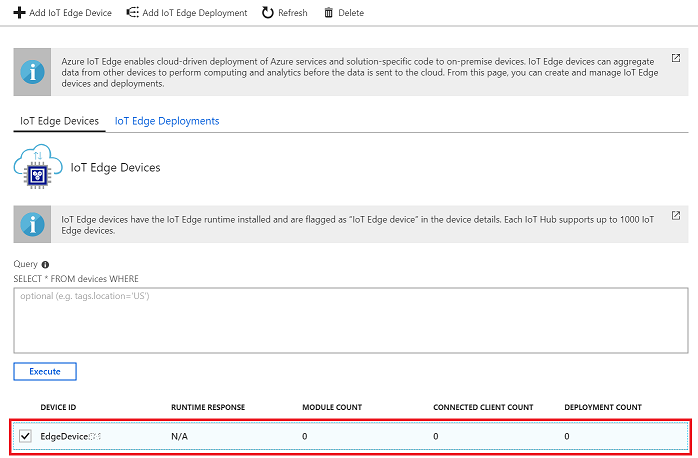 Add IoT Edge Device Add IoT Edge Deployment Refresh Delete
Azure IoT Edge enables cloud-driven deployment of Azure services and solution-specific code to on-premise devices. IoT Edge devices can aggregate
data from other devices to perform computing and analytics before the data is sent to the cloud. From this page, you can create and manage IoT Edge
devices and deployments.
IoT Edge Devices IoT Edge Deployments
IoT Edge Devices
IoT Edge devices have the IoT Edge runtime installed and are flagged as "IoT Edge device" in the device details. Each IoT Hub supports up to 1000 IoT
Edge devices.
Query
SELECT * FROM devices WHERE
optional (e.g. tags.location='US')
Execute
DEVICE ID RUNTIME RESPONSE MODULE COUNT CONNECTED CLIENT COUNT DEPLOYMENT COUNT
EdgeDevice N/A 0 0 0